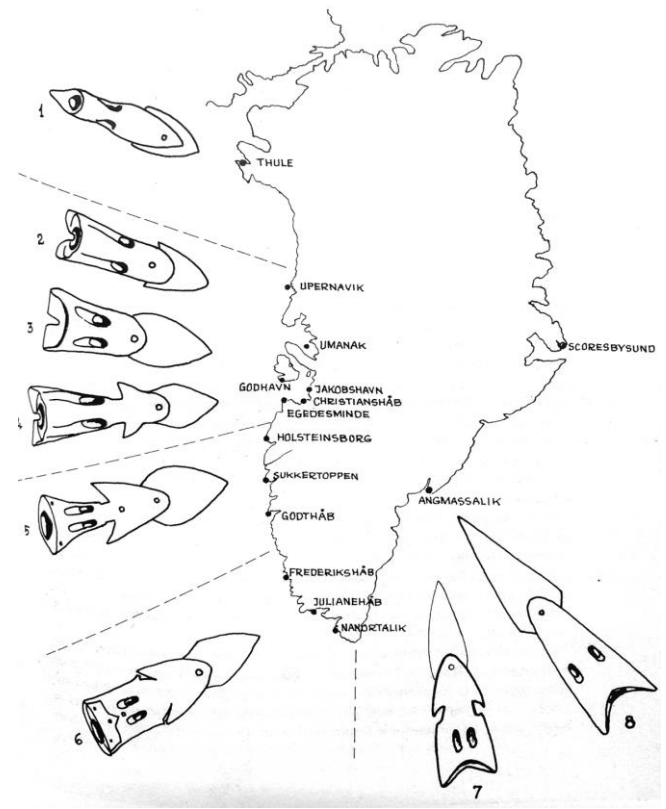 1
THULE
2
UPERNAVIK
3
UMANAK
SCORESBYSUND
GODHAVN
JAKOBSHAVN
CHRISTIANSHÅB
EGEDESMINDE
4
HOLSTEINSBORG
SUKKERTOPPEN
ANGMASSALIK
5
GODTHÅB
FREDERIKSHÅB
JULIANEHÅB
NANORTALIK
6
8
7